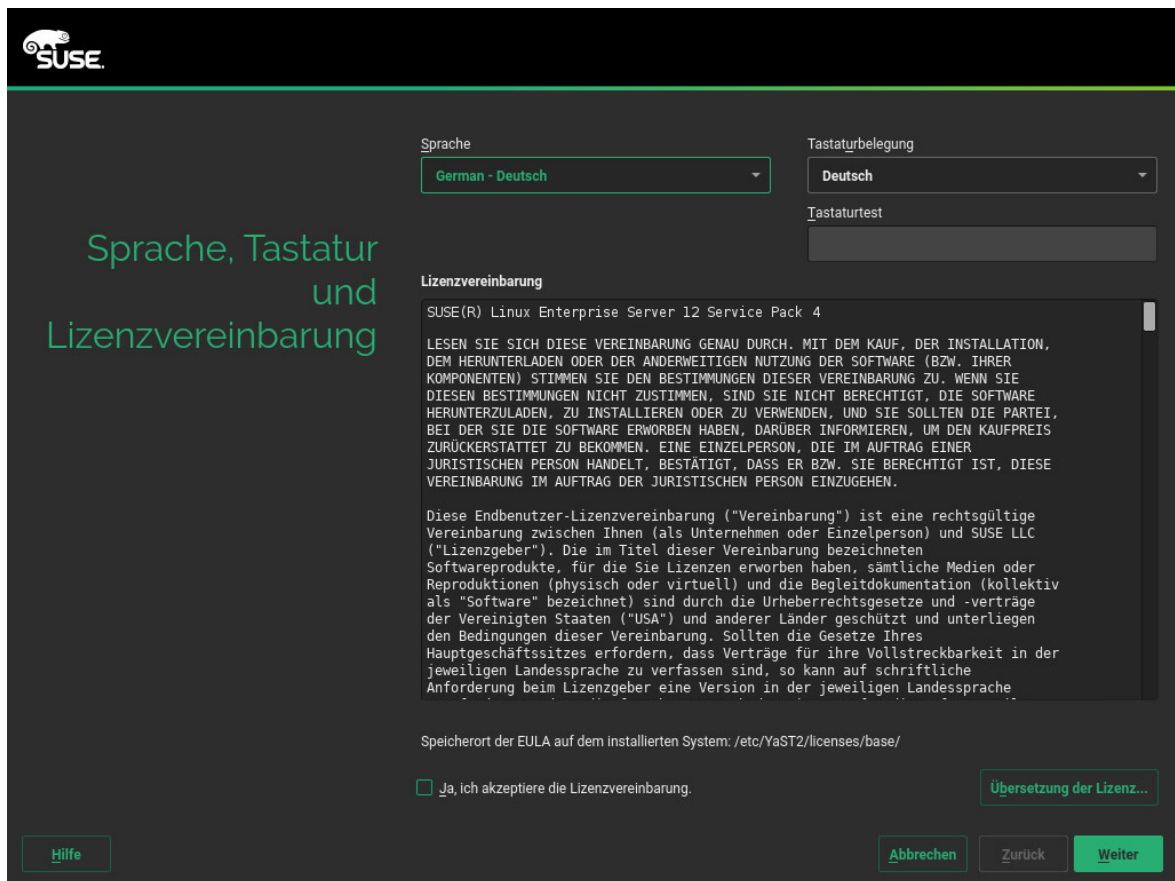 SUSE.
Sprache, Tastatur
und
Lizenzvereinbarung
Sprache
German - Deutsch
Tastaturbelegung
Deutsch
Tastaturtest
Lizenzvereinbarung
SUSE(R) Linux Enterprise Server 12 Service Pack 4
LESEN SIE SICH DIESE VEREINBARUNG GENAU DURCH. MIT DEM KAUF, DER INSTALLATION,
DEM HERUNTERLADEN ODER DER ANDERWEITIGEN NUTZUNG DER SOFTWARE (BZW. IHRER
KOMPONENTEN) STIMMEN SIE DEN BESTIMMUNGEN DIESER VEREINBARUNG ZU. WENN SIE
DIESEN BESTIMMUNGEN NICHT ZUSTIMMEN, SIND SIE NICHT BERECHTIGT, DIE SOFTWARE
HERUNTERZULADEN, ZU INSTALLIEREN ODER ZU VERWENDEN, UND SIE SOLLTEN DIE PARTEI,
BEI DER SIE DIE SOFTWARE ERWORBEN HABEN, DARÜBER INFORMIEREN, UM DEN KAUFPREIS
ZURÜCKERSTATTET ZU BEKOMMEN. EINE EINZELPERSON, DIE IM AUFTRAG EINER
JURISTISCHEN PERSON HANDELT, BESTÄTIGT, DASS ER BZW. SIE BERECHTIGT IST, DIESE
VEREINBARUNG IM AUFTRAG DER JURISTISCHEN PERSON EINZUGEHEN.
Diese Endbenutzer-Lizenzvereinbarung ("Vereinbarung") ist eine rechtsgültige
Vereinbarung zwischen Ihnen (als Unternehmen oder Einzelperson) und SUSE LLC
("Lizenzgeber"). Die im Titel dieser Vereinbarung bezeichneten
Softwareprodukte, für die Sie Lizenzen erworben haben, sämtliche Medien oder
Reproduktionen (physisch oder virtuell) und die Begleitdokumentation (kollektiv
als "Software" bezeichnet) sind durch die Urheberrechtsgesetze und -verträge
der Vereinigten Staaten ("USA") und anderer Länder geschützt und unterliegen
den Bedingungen dieser Vereinbarung. Sollten die Gesetze Ihres
Hauptgeschäftssitzes erfordern, dass Verträge für ihre Vollstreckbarkeit in der
jeweiligen Landessprache zu verfassen sind, so kann auf schriftliche
Anforderung beim Lizenzgeber eine Version in der jeweiligen Landessprache
Speicherort der EULA auf dem installierten System: /etc/YaST2/licenses/base/
Ja, ich akzeptiere die Lizenzvereinbarung.
Übersetzung der Lizenz...
Hilfe
Abbrechen
Zurück
Weiter